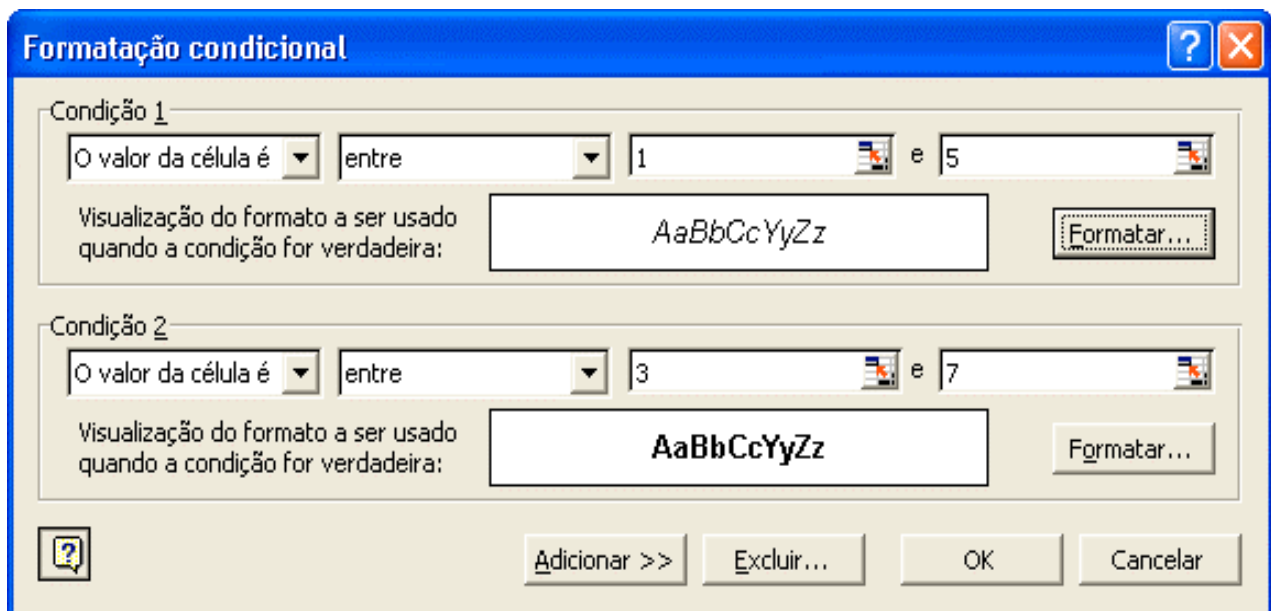 Formatação condicional
Condição 1
O valor da célula é entre 1 e 5
Visualização do formato a ser usado
quando a condição for verdadeira:
AaBbCcYyZz
Formatar...
Condição 2
O valor da célula é entre 3 e 7
Visualização do formato a ser usado
quando a condição for verdadeira:
AaBbCcYyZz
Formatar...
Adicionar >> Excluir... OK Cancelar